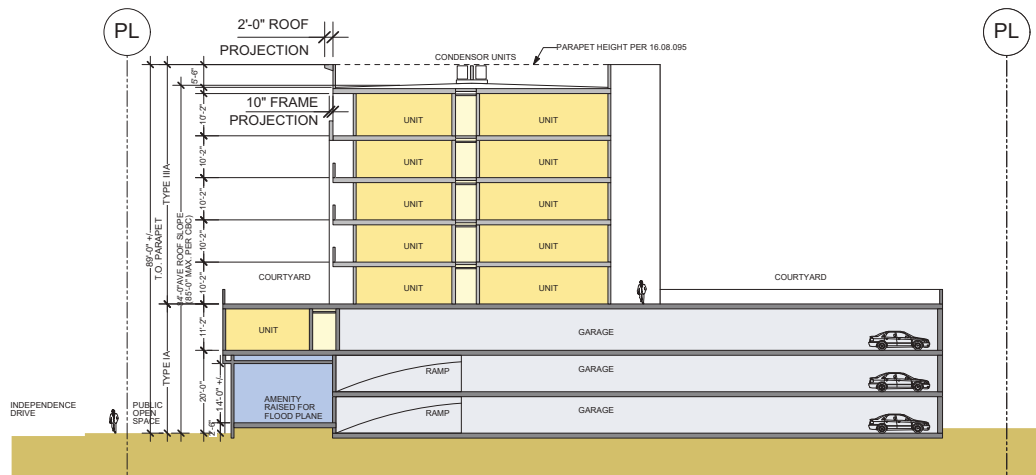 PL
PL
2'-0" ROOF
PROJECTION
CONDENSOR UNITS
PARAPET HEIGHT PER 16.08.095
10" FRAME
PROJECTION
5'-6"
10'-2"
10'-2"
10'-2"
10'-2"
10'-2"
11'-2"
20'-0"
14'-0" +/-
2'-6"
89'-0" +/-
T.O. PARAPET
TYPE IIIA
TYPE IA
84'-0"AVE ROOF SLOPE
(85'-0" MAX. PER CBC)
UNIT
UNIT
UNIT
UNIT
UNIT
UNIT
UNIT
UNIT
UNIT
UNIT
COURTYARD
COURTYARD
UNIT
GARAGE
RAMP
GARAGE
AMENITY
RAISED FOR
FLOOD PLANE
RAMP
GARAGE
INDEPENDENCE
DRIVE
PUBLIC
OPEN
SPACE